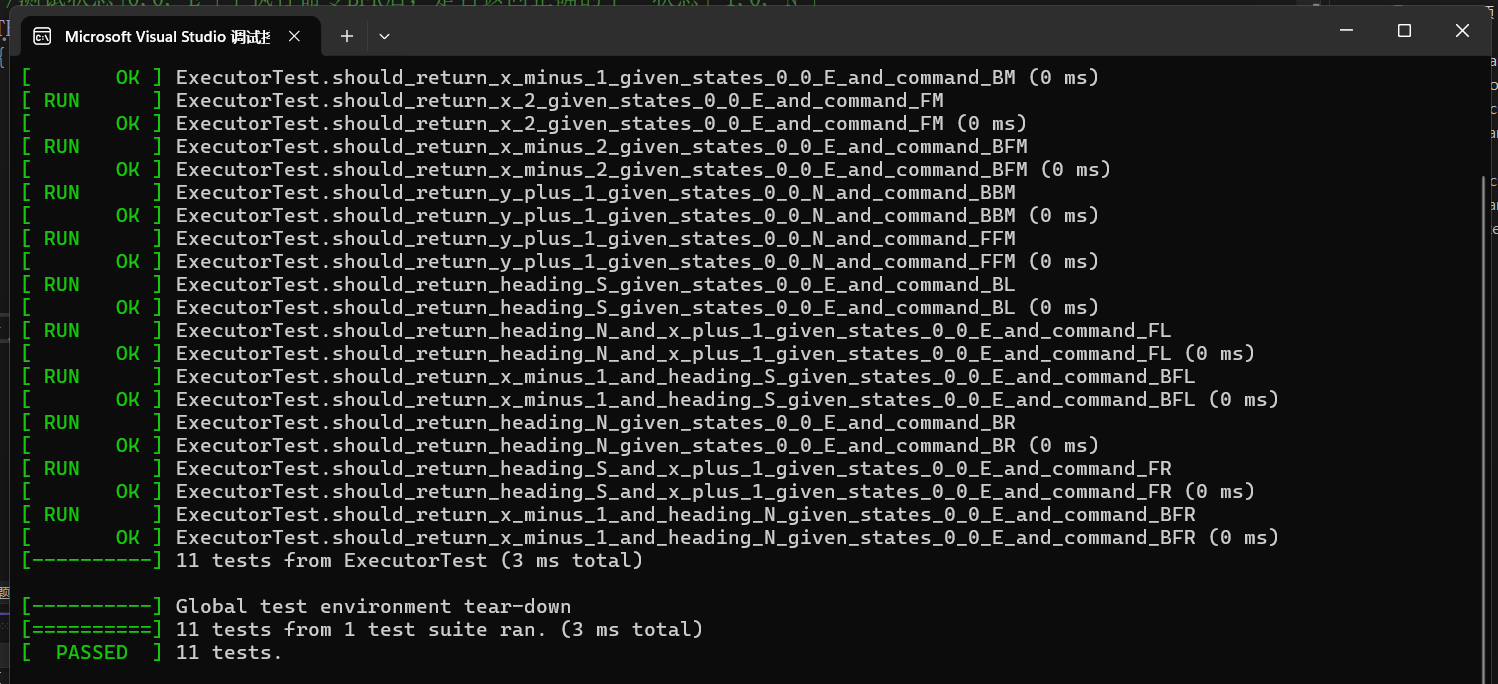 Microsoft Visual Studio 调试
[       OK ] ExecutorTest.should_return_x_minus_1_given_states_0_0_E_and_command_BM (0 ms)
[ RUN      ] ExecutorTest.should_return_x_2_given_states_0_0_E_and_command_FM
[       OK ] ExecutorTest.should_return_x_2_given_states_0_0_E_and_command_FM (0 ms)
[ RUN      ] ExecutorTest.should_return_x_minus_2_given_states_0_0_E_and_command_BFM
[       OK ] ExecutorTest.should_return_x_minus_2_given_states_0_0_E_and_command_BFM (0 ms)
[ RUN      ] ExecutorTest.should_return_y_plus_1_given_states_0_0_N_and_command_BBM
[       OK ] ExecutorTest.should_return_y_plus_1_given_states_0_0_N_and_command_BBM (0 ms)
[ RUN      ] ExecutorTest.should_return_y_plus_1_given_states_0_0_N_and_command_FFM
[       OK ] ExecutorTest.should_return_y_plus_1_given_states_0_0_N_and_command_FFM (0 ms)
[ RUN      ] ExecutorTest.should_return_heading_S_given_states_0_0_E_and_command_BL
[       OK ] ExecutorTest.should_return_heading_S_given_states_0_0_E_and_command_BL (0 ms)
[ RUN      ] ExecutorTest.should_return_heading_N_and_x_plus_1_given_states_0_0_E_and_command_FL
[       OK ] ExecutorTest.should_return_heading_N_and_x_plus_1_given_states_0_0_E_and_command_FL (0 ms)
[ RUN      ] ExecutorTest.should_return_x_minus_1_and_heading_S_given_states_0_0_E_and_command_BFL
[       OK ] ExecutorTest.should_return_x_minus_1_and_heading_S_given_states_0_0_E_and_command_BFL (0 ms)
[ RUN      ] ExecutorTest.should_return_heading_N_given_states_0_0_E_and_command_BR
[       OK ] ExecutorTest.should_return_heading_N_given_states_0_0_E_and_command_BR (0 ms)
[ RUN      ] ExecutorTest.should_return_heading_S_and_x_plus_1_given_states_0_0_E_and_command_FR
[       OK ] ExecutorTest.should_return_heading_S_and_x_plus_1_given_states_0_0_E_and_command_FR (0 ms)
[ RUN      ] ExecutorTest.should_return_x_minus_1_and_heading_N_given_states_0_0_E_and_command_BFR
[       OK ] ExecutorTest.should_return_x_minus_1_and_heading_N_given_states_0_0_E_and_command_BFR (0 ms)
[----------] 11 tests from ExecutorTest (3 ms total)
[----------] Global test environment tear-down
[==========] 11 tests from 1 test suite ran. (3 ms total)
[  PASSED  ] 11 tests.